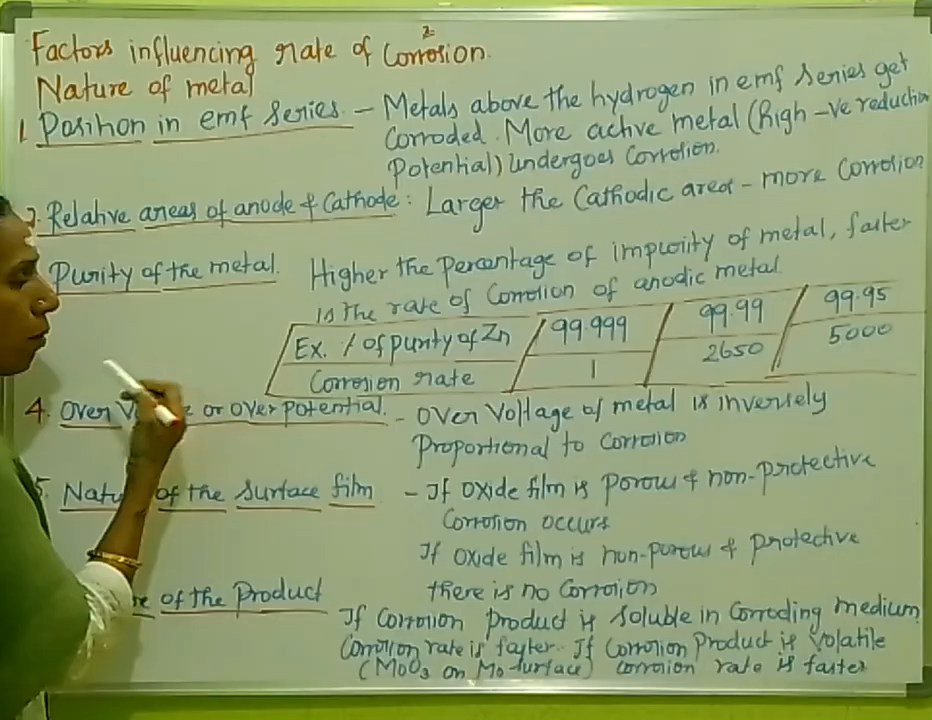 Factors influencing rate of Corrosion.
Nature of metal
1. Position in emf Series. - Metals above the hydrogen in emf Series get
Corroded. More active metal (High -ve reduction
Potential) Undergoes Corrosion.
2. Relative areas of anode & Cathode: Larger the Cathodic area - more Corrosion
Purity of the metal. Higher the Percentage of impurity of metal, faster
is the rate of Corrosion of anodic metal
Ex. % of purity of Zn 99.999 99.99 99.95
Corrosion rate 1 2650 5000
4. Over or over potential. - Over Voltage of metal is inversely
Proportional to Corrosion
5. of the Surface film - If oxide film is Porous & non-protective
Corrosion occurs
If oxide film is non-porous & protective
there is no Corrosion
of the Product
If Corrosion product is soluble in Corroding medium
Corrosion rate is faster. If Corrosion Product is Volatile
(MoO3 on Mo surface) corrosion rate is faster